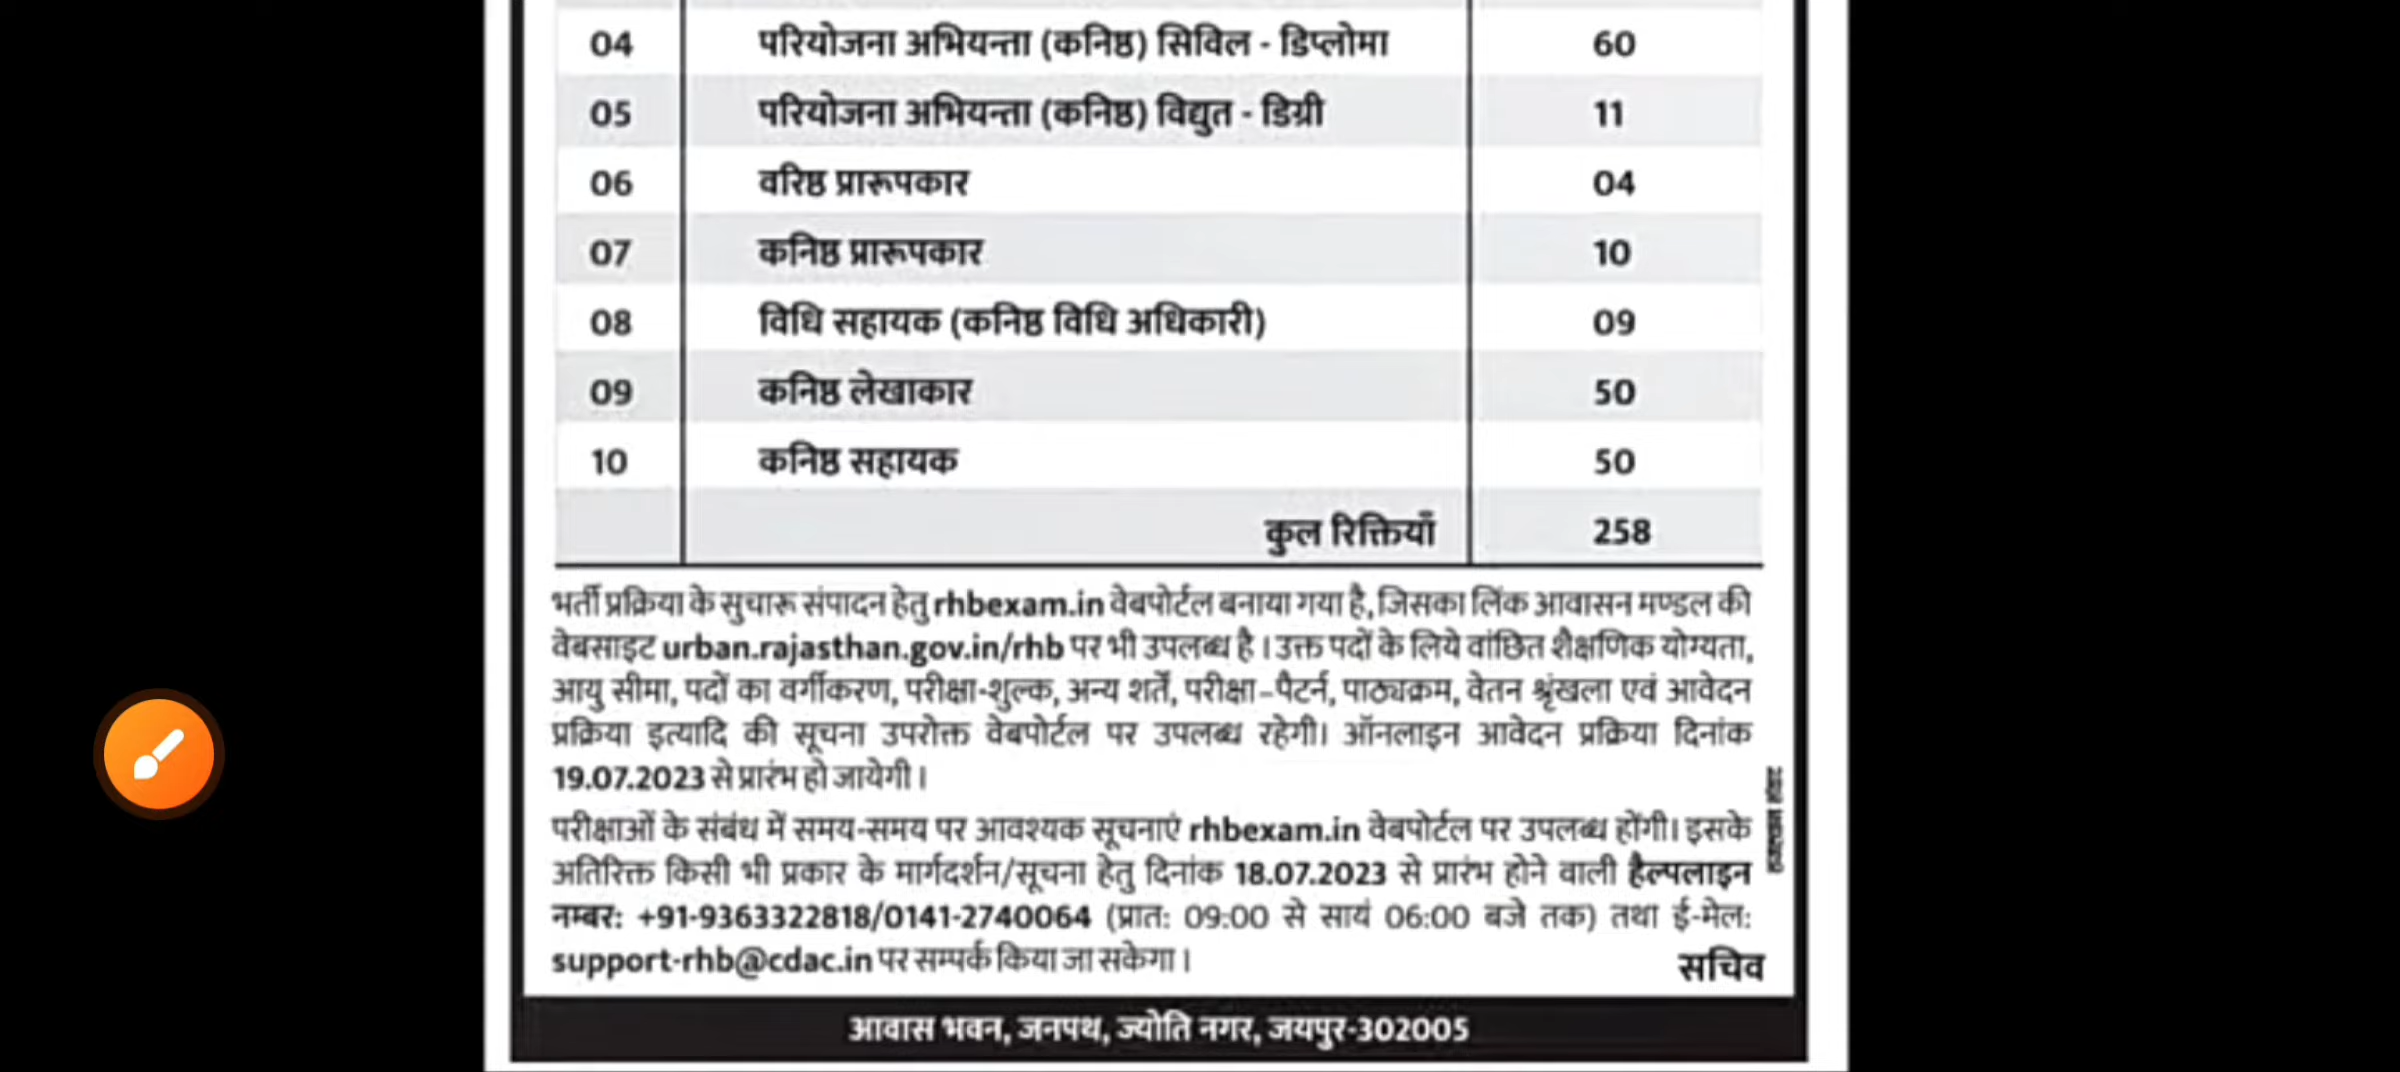 04 परियोजना अभियन्ता (कनिष्ठ) सिविल - डिप्लोमा 60
05 परियोजना अभियन्ता (कनिष्ठ) विद्युत - डिग्री 11
06 वरिष्ठ प्रारूपकार 04
07 कनिष्ठ प्रारूपकार 10
08 विधि सहायक (कनिष्ठ विधि अधिकारी) 09
09 कनिष्ठ लेखाकार 50
10 कनिष्ठ सहायक 50
कुल रिक्तियाँ 258
भर्ती प्रक्रिया के सुचारू संपादन हेतु rhbexam.in वेबपोर्टल बनाया गया है, जिसका लिंक आवासन मण्डल की
वेबसाइट urban.rajasthan.gov.in/rhb पर भी उपलब्ध है । उक्त पदों के लिये वांछित शैक्षणिक योग्यता,
आयु सीमा, पदों का वर्गीकरण, परीक्षा-शुल्क, अन्य शर्तें, परीक्षा-पैटर्न, पाठ्यक्रम, वेतन श्रृंखला एवं आवेदन
प्रक्रिया इत्यादि की सूचना उपरोक्त वेबपोर्टल पर उपलब्ध रहेगी। ऑनलाइन आवेदन प्रक्रिया दिनांक
19.07.2023 से प्रारंभ हो जायेगी ।
परीक्षाओं के संबंध में समय-समय पर आवश्यक सूचनाएं rhbexam.in वेबपोर्टल पर उपलब्ध होंगी। इसके
अतिरिक्त किसी भी प्रकार के मार्गदर्शन/सूचना हेतु दिनांक 18.07.2023 से प्रारंभ होने वाली हैल्पलाइन
नम्बर: +91-9363322818/0141-2740064 (प्रात: 09:00 से सायं 06:00 बजे तक) तथा ई-मेल:
support-rhb@cdac.in पर सम्पर्क किया जा सकेगा ।
सचिव
आवास भवन, जनपथ, ज्योति नगर, जयपुर-302005